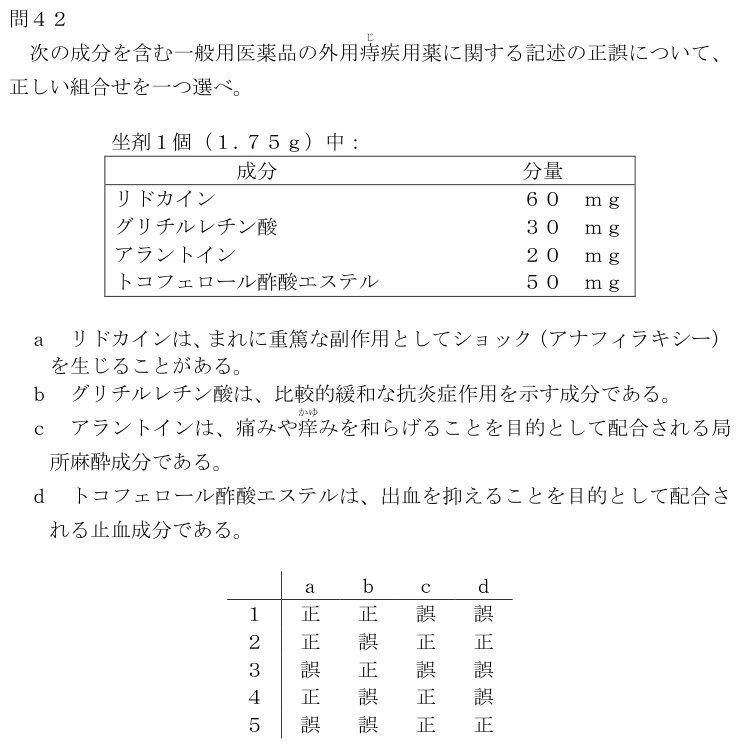 問４２
次の成分を含む一般用医薬品の外用痔疾用薬に関する記述の正誤について、
じ
正しい組合せを一つ選べ。
坐剤１個（１．７５ｇ）中：
成分 分量
リドカイン ６０ ｍｇ
グリチルレチン酸 ３０ ｍｇ
アラントイン ２０ ｍｇ
トコフェロール酢酸エステル ５０ ｍｇ
ａ リドカインは、まれに重篤な副作用としてショック（アナフィラキシー）
を生じることがある。
ｂ グリチルレチン酸は、比較的緩和な抗炎症作用を示す成分である。
かゆ
ｃ アラントインは、痛みや痒みを和らげることを目的として配合される局
所麻酔成分である。
ｄ トコフェロール酢酸エステルは、出血を抑えることを目的として配合さ
れる止血成分である。
ａ ｂ ｃ ｄ
１ 正 正 誤 誤
２ 正 誤 正 正
３ 誤 正 誤 誤
４ 正 誤 正 誤
５ 誤 誤 正 正